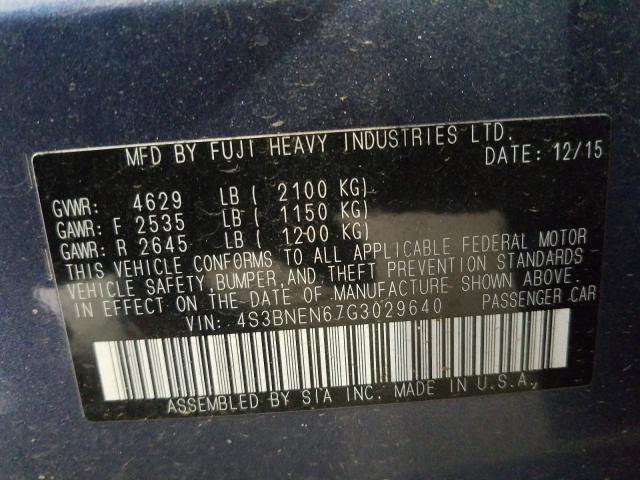 MFD BY FUJI HEAVY INDUSTRIES LTD.
DATE: 12/15
GVWR: 4629 LB ( 2100 KG)
GAWR: F 2535 LB ( 1150 KG)
GAWR: R 2645 LB ( 1200 KG)
THIS VEHICLE CONFORMS TO ALL APPLICABLE FEDERAL MOTOR
VEHICLE SAFETY, BUMPER, AND THEFT PREVENTION STANDARDS
IN EFFECT ON THE DATE OF MANUFACTURE SHOWN ABOVE.
VIN: 4S3BNEN67G3029640 PASSENGER CAR
ASSEMBLED BY SIA INC. MADE IN U.S.A.